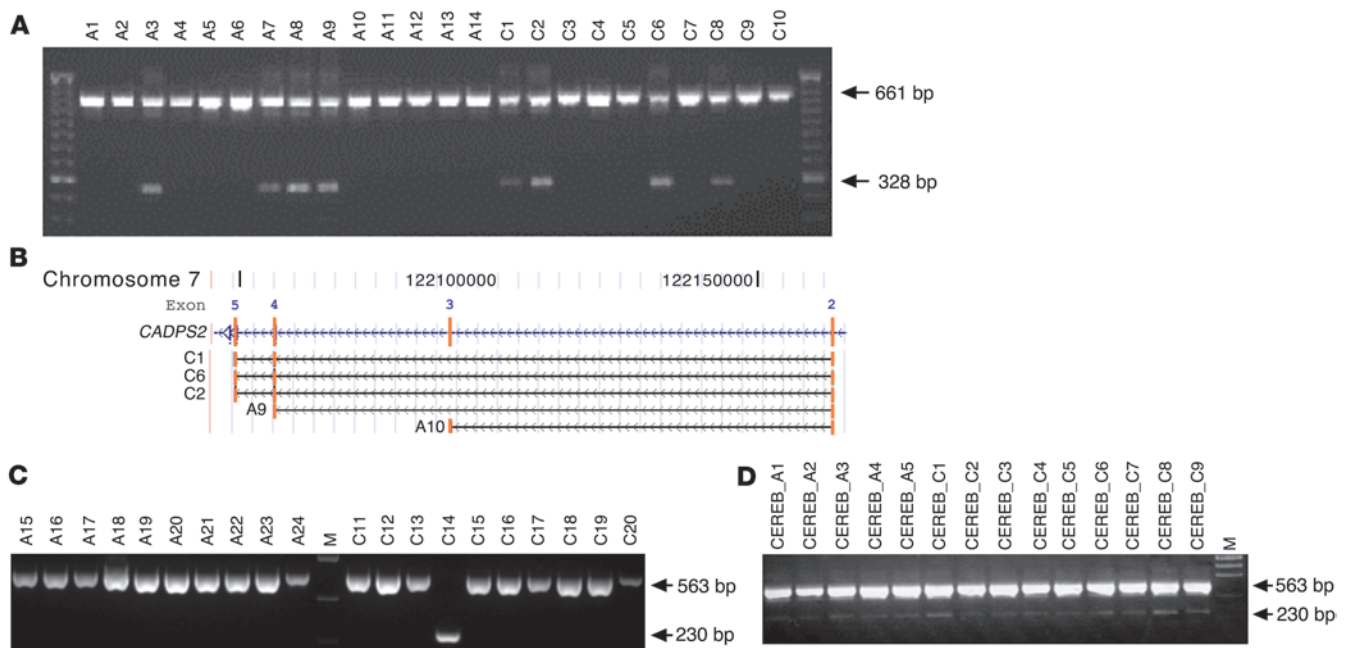 A
A1 A2 A3 A4 A5 A6 A7 A8 A9 A10 A11 A12 A13 A14 C1 C2 C3 C4 C5 C6 C7 C8 C9 C10
661 bp
328 bp
B
Chromosome 7 122100000 122150000
Exon 5 4 3 2
CADPS2
C1
C6
C2
A9
A10
C
A15 A16 A17 A18 A19 A20 A21 A22 A23 A24 M C11 C12 C13 C14 C15 C16 C17 C18 C19 C20
563 bp
230 bp
D
CEREB_A1 CEREB_A2 CEREB_A3 CEREB_A4 CEREB_A5 CEREB_C1 CEREB_C2 CEREB_C3 CEREB_C4 CEREB_C5 CEREB_C6 CEREB_C7 CEREB_C8 CEREB_C9 M
563 bp
230 bp